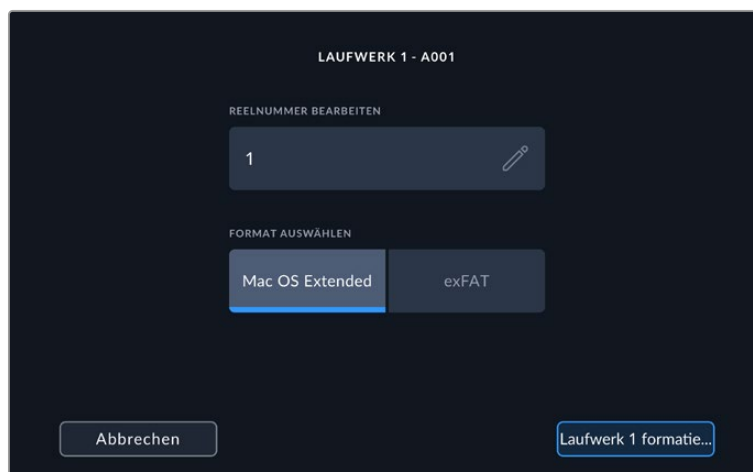 LAUFWERK 1 - A001
REELNUMMER BEARBEITEN
1
FORMAT AUSWÄHLEN
Mac OS Extended exFAT
Abbrechen Laufwerk 1 formatie...